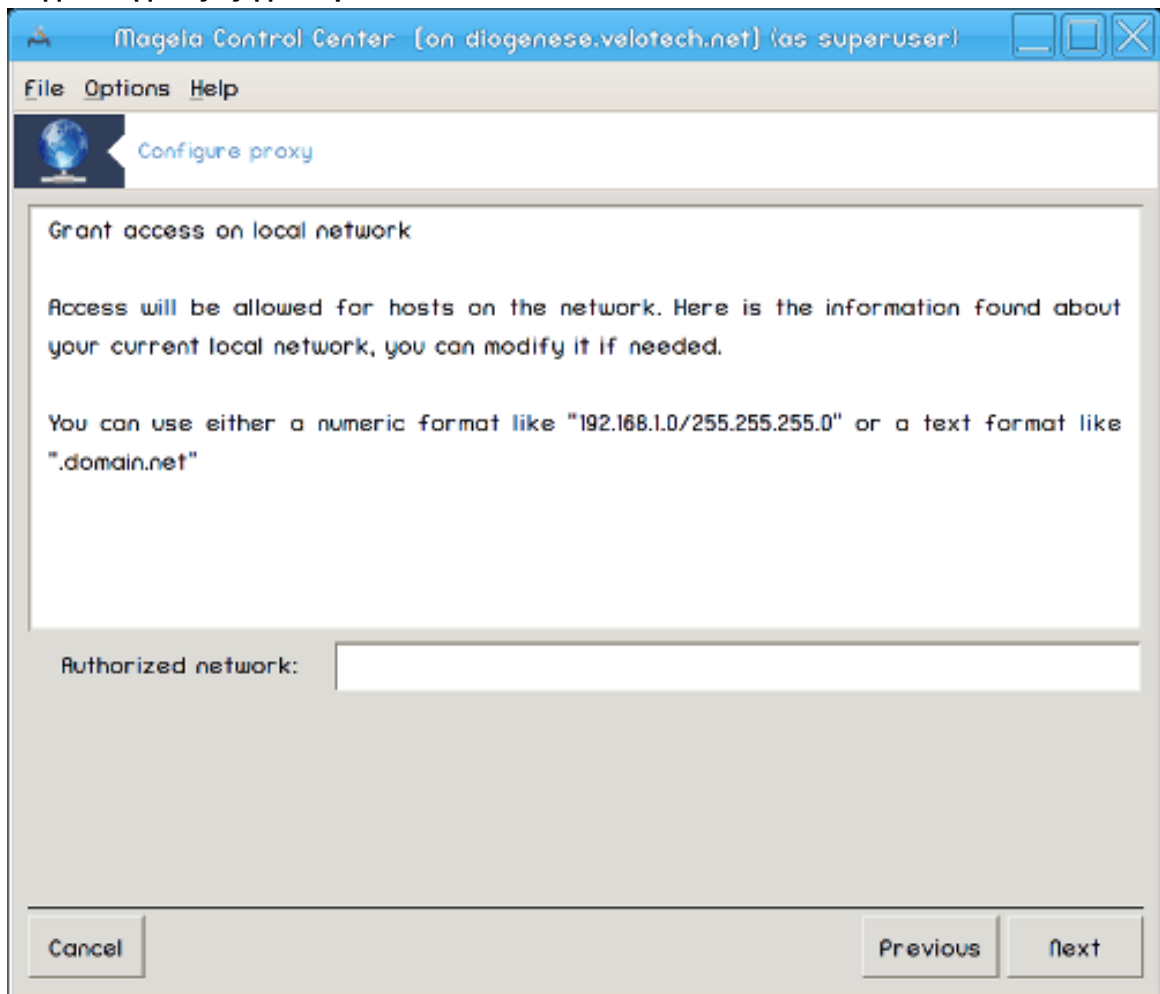 Mageia Control Center [on diogenese.velotech.net] (as superuser)
File Options Help
Configure proxy
Grant access on local network
Access will be allowed for hosts on the network. Here is the information found about
your current local network, you can modify it if needed.
You can use either a numeric format like "192.168.1.0/255.255.255.0" or a text format like
".domain.net"
Authorized network:
Cancel Previous Next